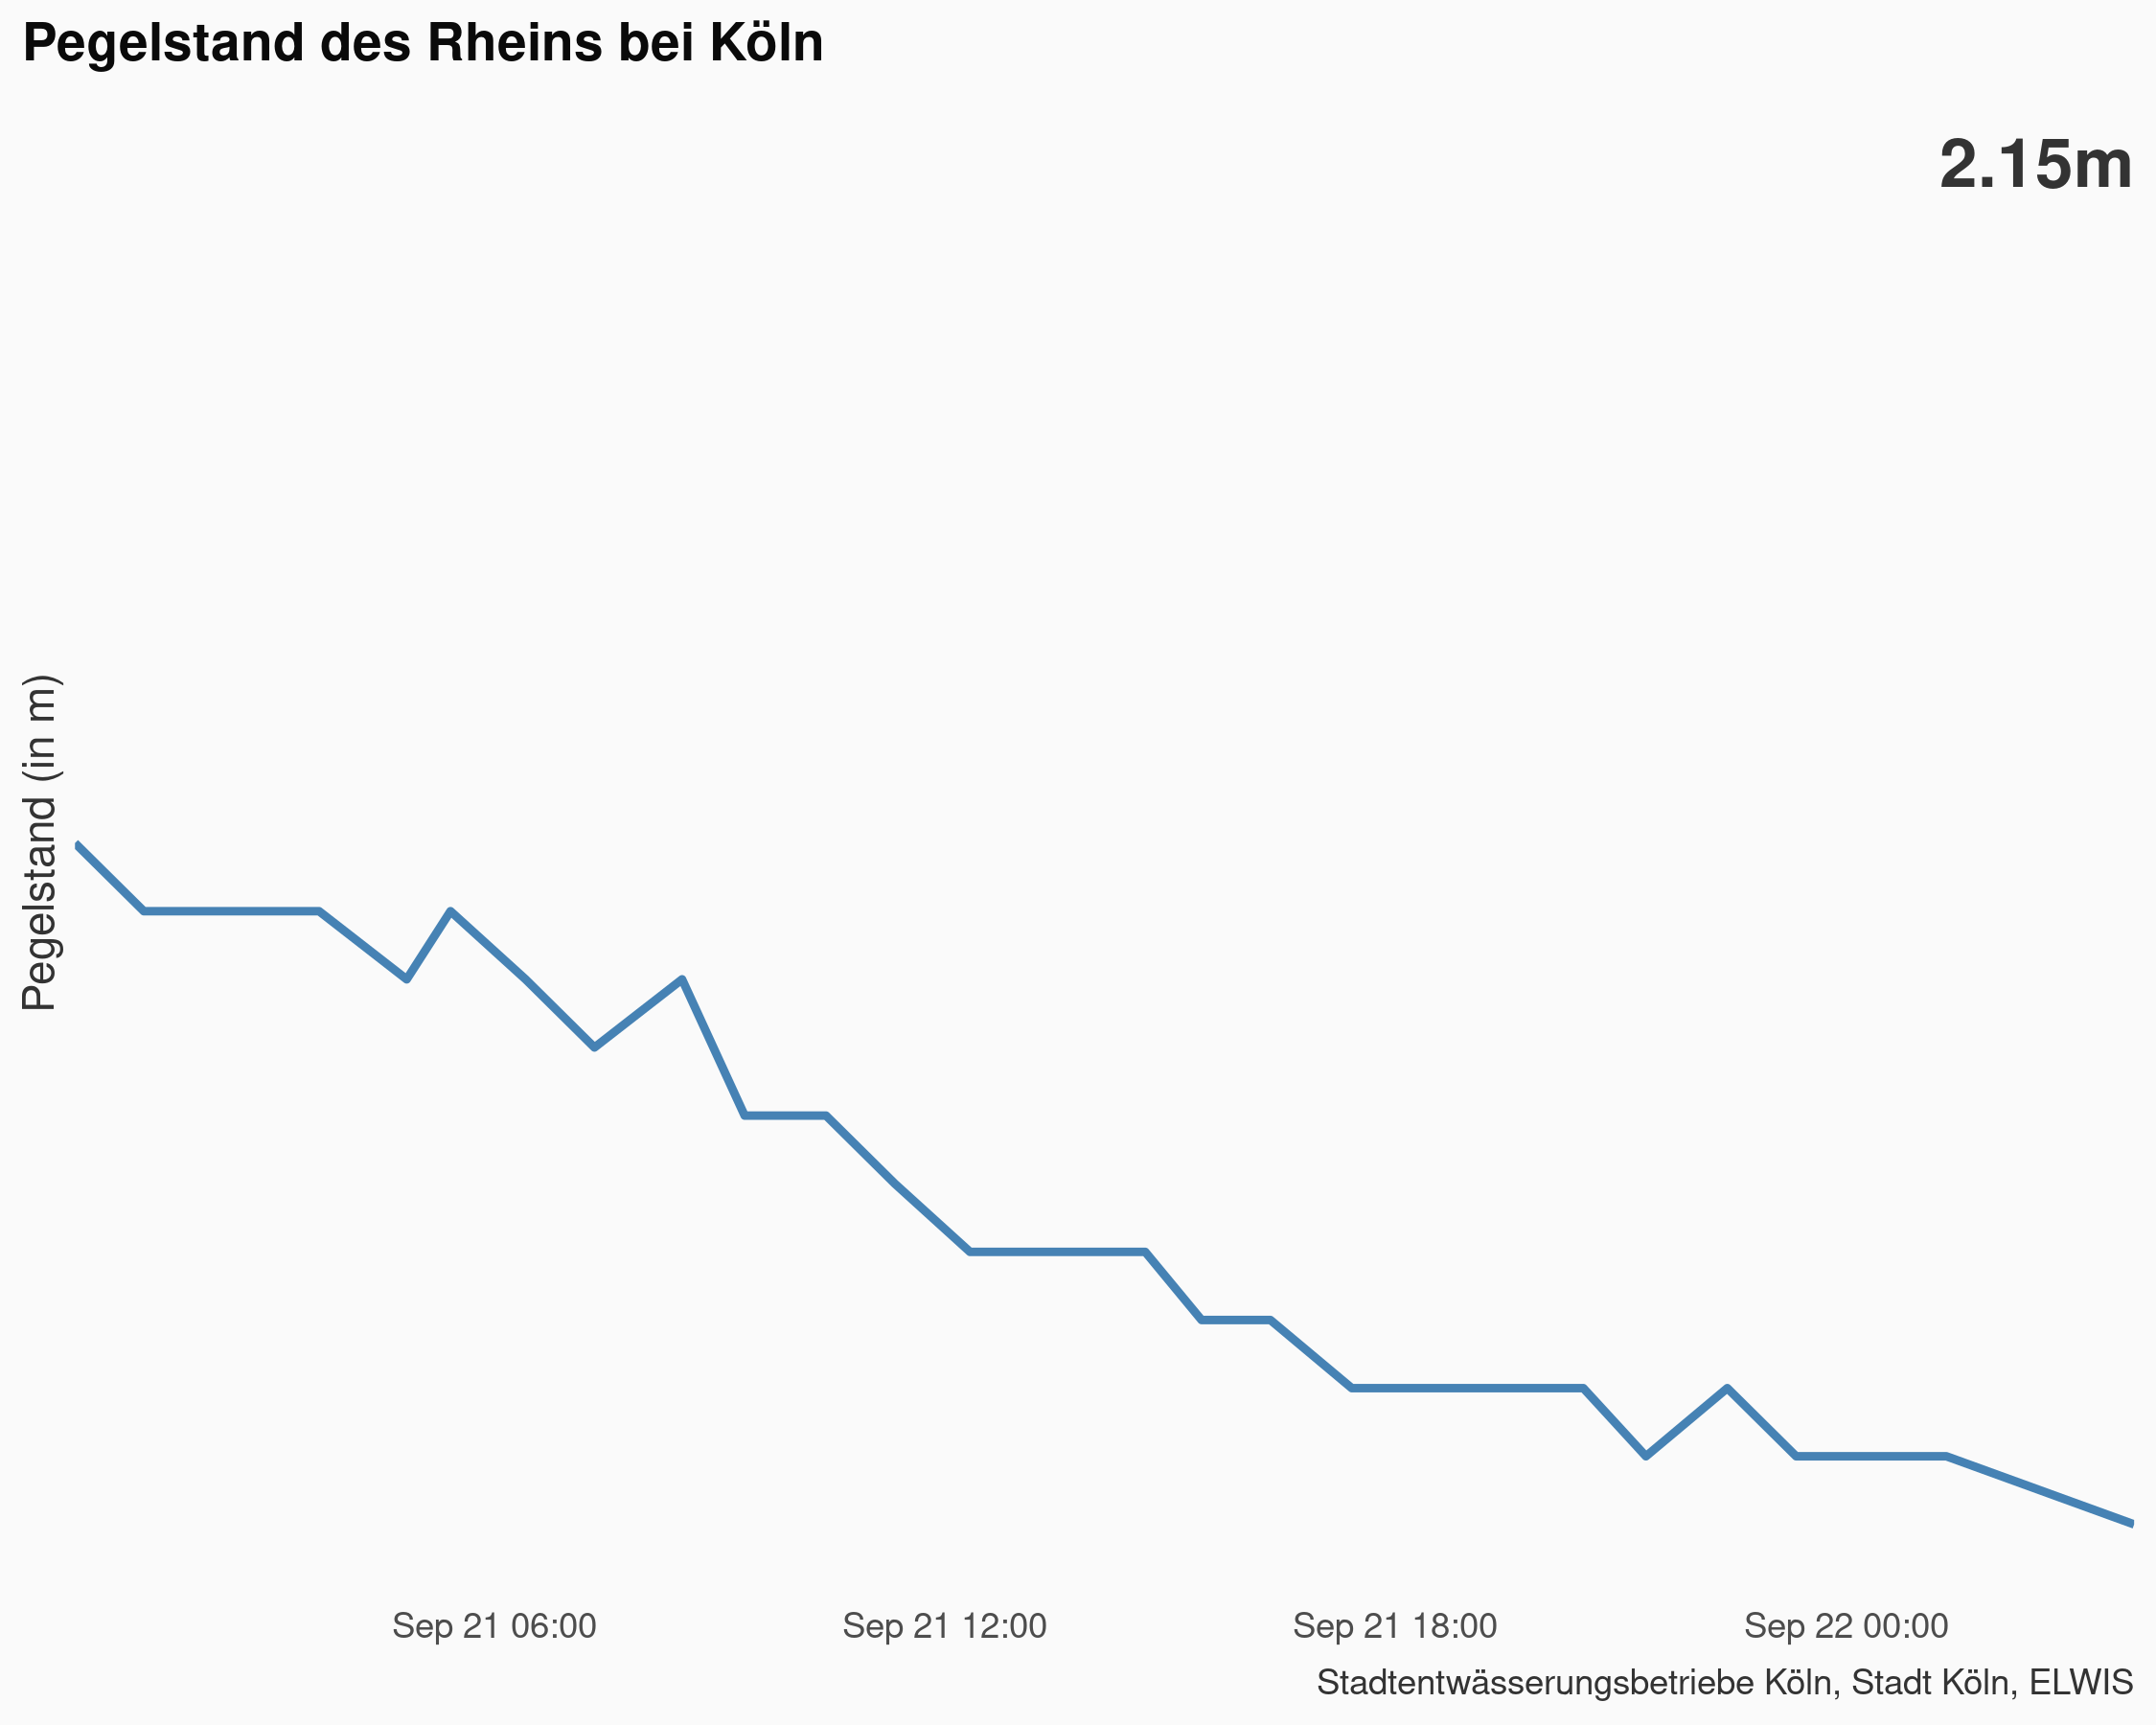 Pegelstand des Rheins bei Köln
2.15m
Pegelstand (in m)
Sep 21 06:00
Sep 21 12:00
Sep 21 18:00
Sep 22 00:00
Stadtentwässerungsbetriebe Köln, Stadt Köln, ELWIS